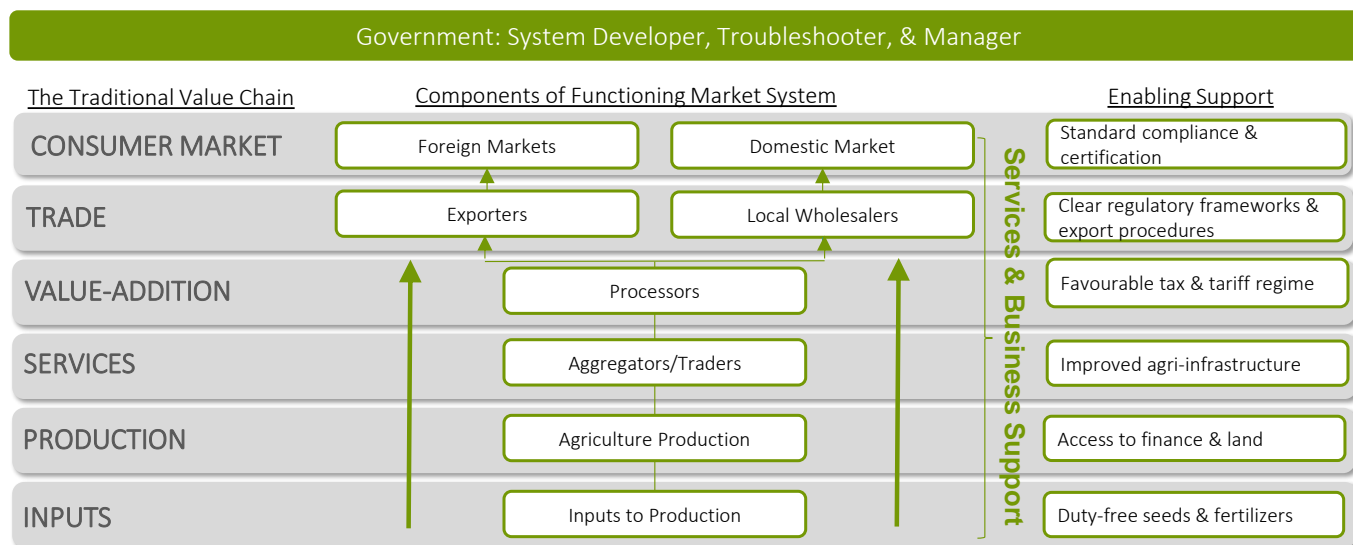 Government: System Developer, Troubleshooter, & Manager
The Traditional Value Chain
Components of Functioning Market System
Enabling Support
CONSUMER MARKET
Foreign Markets
Domestic Market
Standard compliance &
certification
TRADE
Exporters
Local Wholesalers
Clear regulatory frameworks &
export procedures
VALUE-ADDITION
Processors
Favourable tax & tariff regime
SERVICES
Aggregators/Traders
Improved agri-infrastructure
PRODUCTION
Agriculture Production
Access to finance & land
INPUTS
Inputs to Production
Duty-free seeds & fertilizers
Services & Business Support